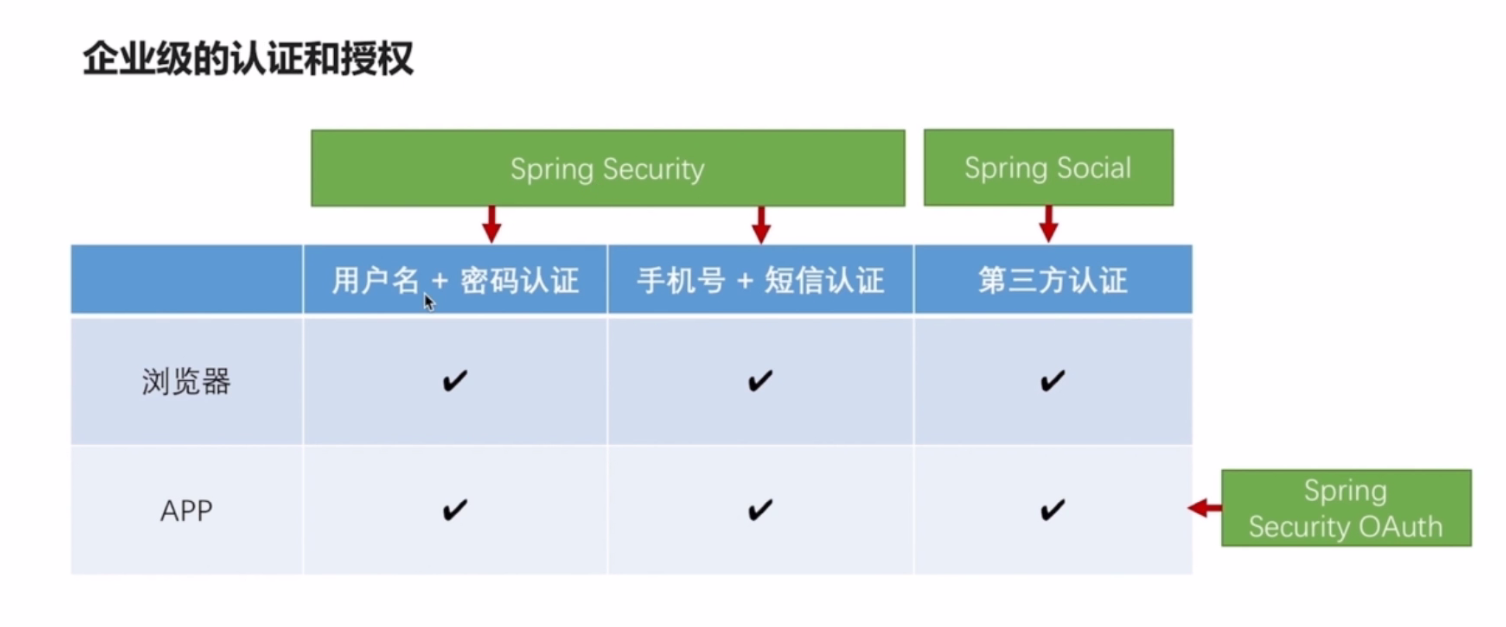 企业级的认证和授权
Spring Security
Spring Social
用户名 + 密码认证
手机号 + 短信认证
第三方认证
浏览器
APP
Spring
Security OAuth